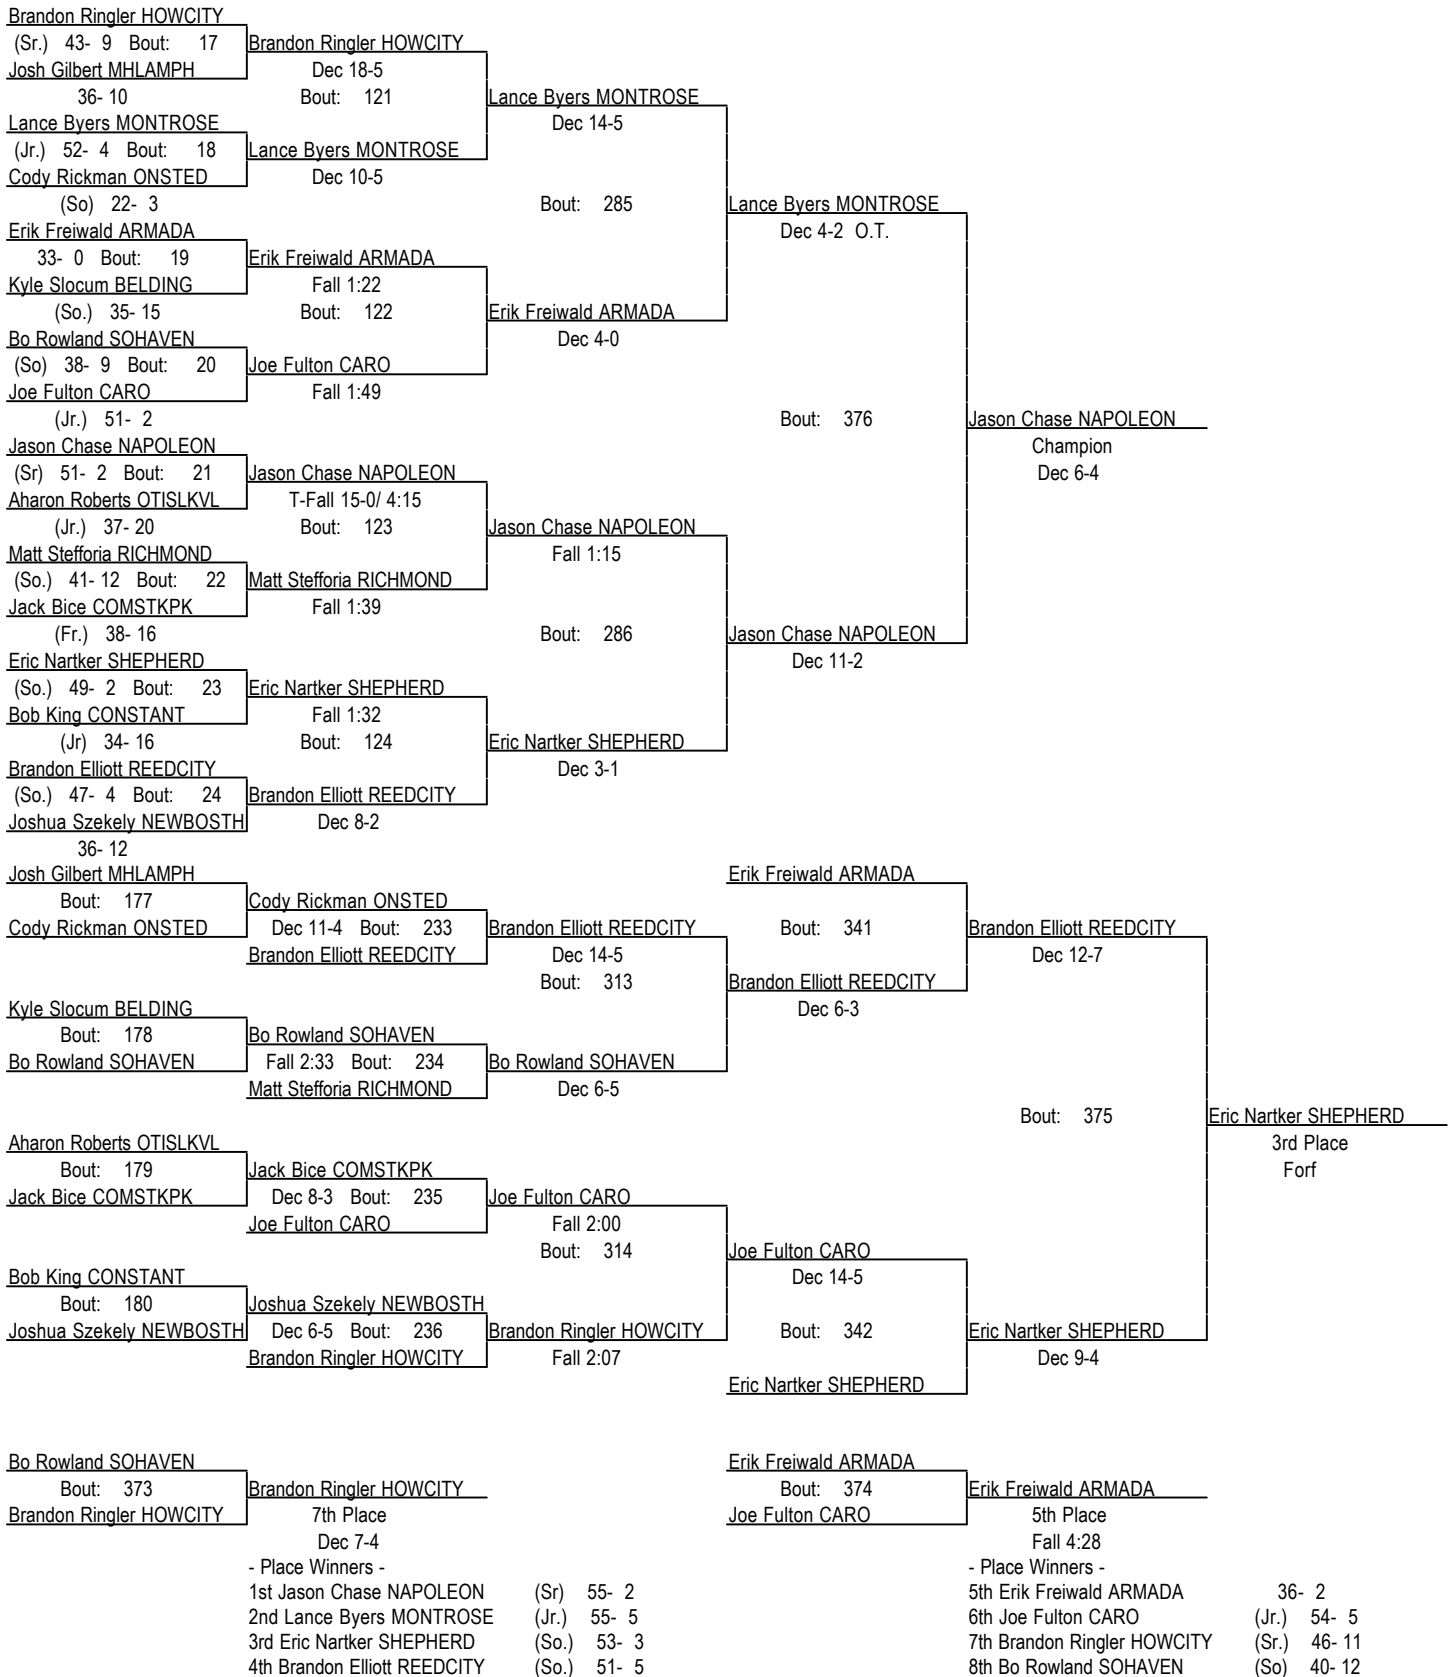 Brandon Ringler HOWCITY
(Sr.) 43- 9 Bout: 17 Brandon Ringler HOWCITY
Josh Gilbert MHLAMPH Dec 18-5
36- 10 Bout: 121 Lance Byers MONTROSE
Lance Byers MONTROSE Dec 14-5
(Jr.) 52- 4 Bout: 18 Lance Byers MONTROSE
Cody Rickman ONSTED Dec 10-5
(So) 22- 3 Bout: 285 Lance Byers MONTROSE
Erik Freiwald ARMADA Dec 4-2 O.T.
33- 0 Bout: 19 Erik Freiwald ARMADA
Kyle Slocum BELDING Fall 1:22
(So.) 35- 15 Bout: 122 Erik Freiwald ARMADA
Bo Rowland SOHAVEN Dec 4-0
(So) 38- 9 Bout: 20 Joe Fulton CARO
Joe Fulton CARO Fall 1:49
(Jr.) 51- 2 Bout: 376 Jason Chase NAPOLEON
Jason Chase NAPOLEON Champion
(Sr) 51- 2 Bout: 21 Jason Chase NAPOLEON Dec 6-4
Aharon Roberts OTISLKVL T-Fall 15-0/ 4:15
(Jr.) 37- 20 Bout: 123 Jason Chase NAPOLEON
Matt Stefforia RICHMOND Fall 1:15
(So.) 41- 12 Bout: 22 Matt Stefforia RICHMOND
Jack Bice COMSTKPK Fall 1:39
(Fr.) 38- 16 Bout: 286 Jason Chase NAPOLEON
Eric Nartker SHEPHERD Dec 11-2
(So.) 49- 2 Bout: 23 Eric Nartker SHEPHERD
Bob King CONSTANT Fall 1:32
(Jr) 34- 16 Bout: 124 Eric Nartker SHEPHERD
Brandon Elliott REEDCITY Dec 3-1
(So.) 47- 4 Bout: 24 Brandon Elliott REEDCITY
Joshua Szekely NEWBOSTH Dec 8-2
36- 12
Josh Gilbert MHLAMPH Erik Freiwald ARMADA
Bout: 177 Cody Rickman ONSTED
Cody Rickman ONSTED Dec 11-4 Bout: 233 Brandon Elliott REEDCITY Bout: 341 Brandon Elliott REEDCITY
Brandon Elliott REEDCITY Dec 14-5 Dec 12-7
Bout: 313 Brandon Elliott REEDCITY
Kyle Slocum BELDING Dec 6-3
Bout: 178 Bo Rowland SOHAVEN
Bo Rowland SOHAVEN Fall 2:33 Bout: 234 Bo Rowland SOHAVEN
Matt Stefforia RICHMOND Dec 6-5
Bout: 375 Eric Nartker SHEPHERD
Aharon Roberts OTISLKVL 3rd Place
Bout: 179 Jack Bice COMSTKPK Forf
Jack Bice COMSTKPK Dec 8-3 Bout: 235 Joe Fulton CARO
Joe Fulton CARO Fall 2:00
Bout: 314 Joe Fulton CARO
Bob King CONSTANT Dec 14-5
Bout: 180 Joshua Szekely NEWBOSTH
Joshua Szekely NEWBOSTH Dec 6-5 Bout: 236 Brandon Ringler HOWCITY Bout: 342 Eric Nartker SHEPHERD
Brandon Ringler HOWCITY Fall 2:07 Dec 9-4
Eric Nartker SHEPHERD
Bo Rowland SOHAVEN Erik Freiwald ARMADA
Bout: 373 Brandon Ringler HOWCITY Bout: 374 Erik Freiwald ARMADA
Brandon Ringler HOWCITY 7th Place Joe Fulton CARO 5th Place
Dec 7-4 Fall 4:28
- Place Winners - - Place Winners -
1st Jason Chase NAPOLEON (Sr) 55- 2 5th Erik Freiwald ARMADA 36- 2
2nd Lance Byers MONTROSE (Jr.) 55- 5 6th Joe Fulton CARO (Jr.) 54- 5
3rd Eric Nartker SHEPHERD (So.) 53- 3 7th Brandon Ringler HOWCITY (Sr.) 46- 11
4th Brandon Elliott REEDCITY (So.) 51- 5 8th Bo Rowland SOHAVEN (So) 40- 12